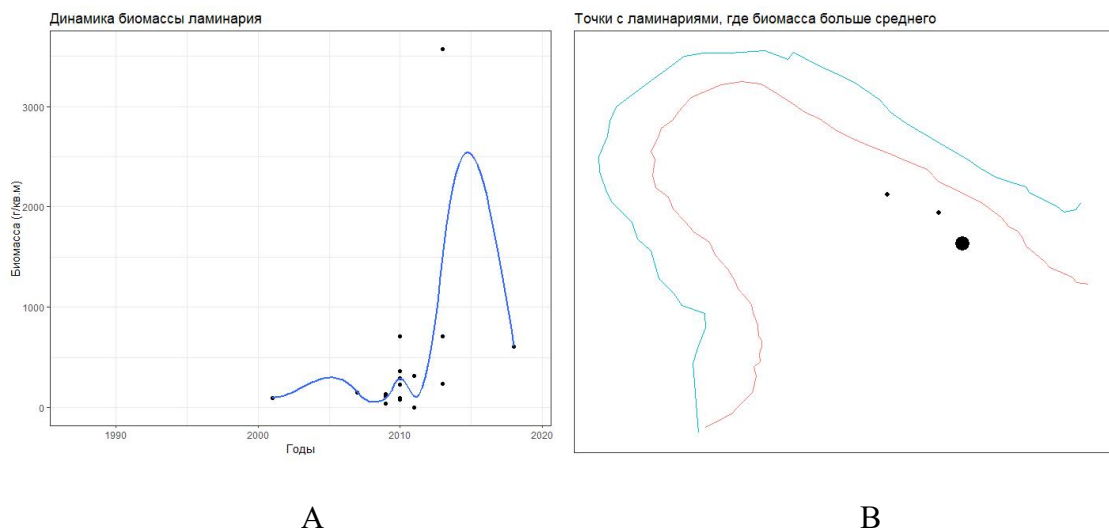 Динамика биомассы ламинария
Биомасса (г/кв.м)
3000
2000
1000
0
1990
2000
2010
2020
Годы
Точки с ламинариями, где биомасса больше среднего
А
В